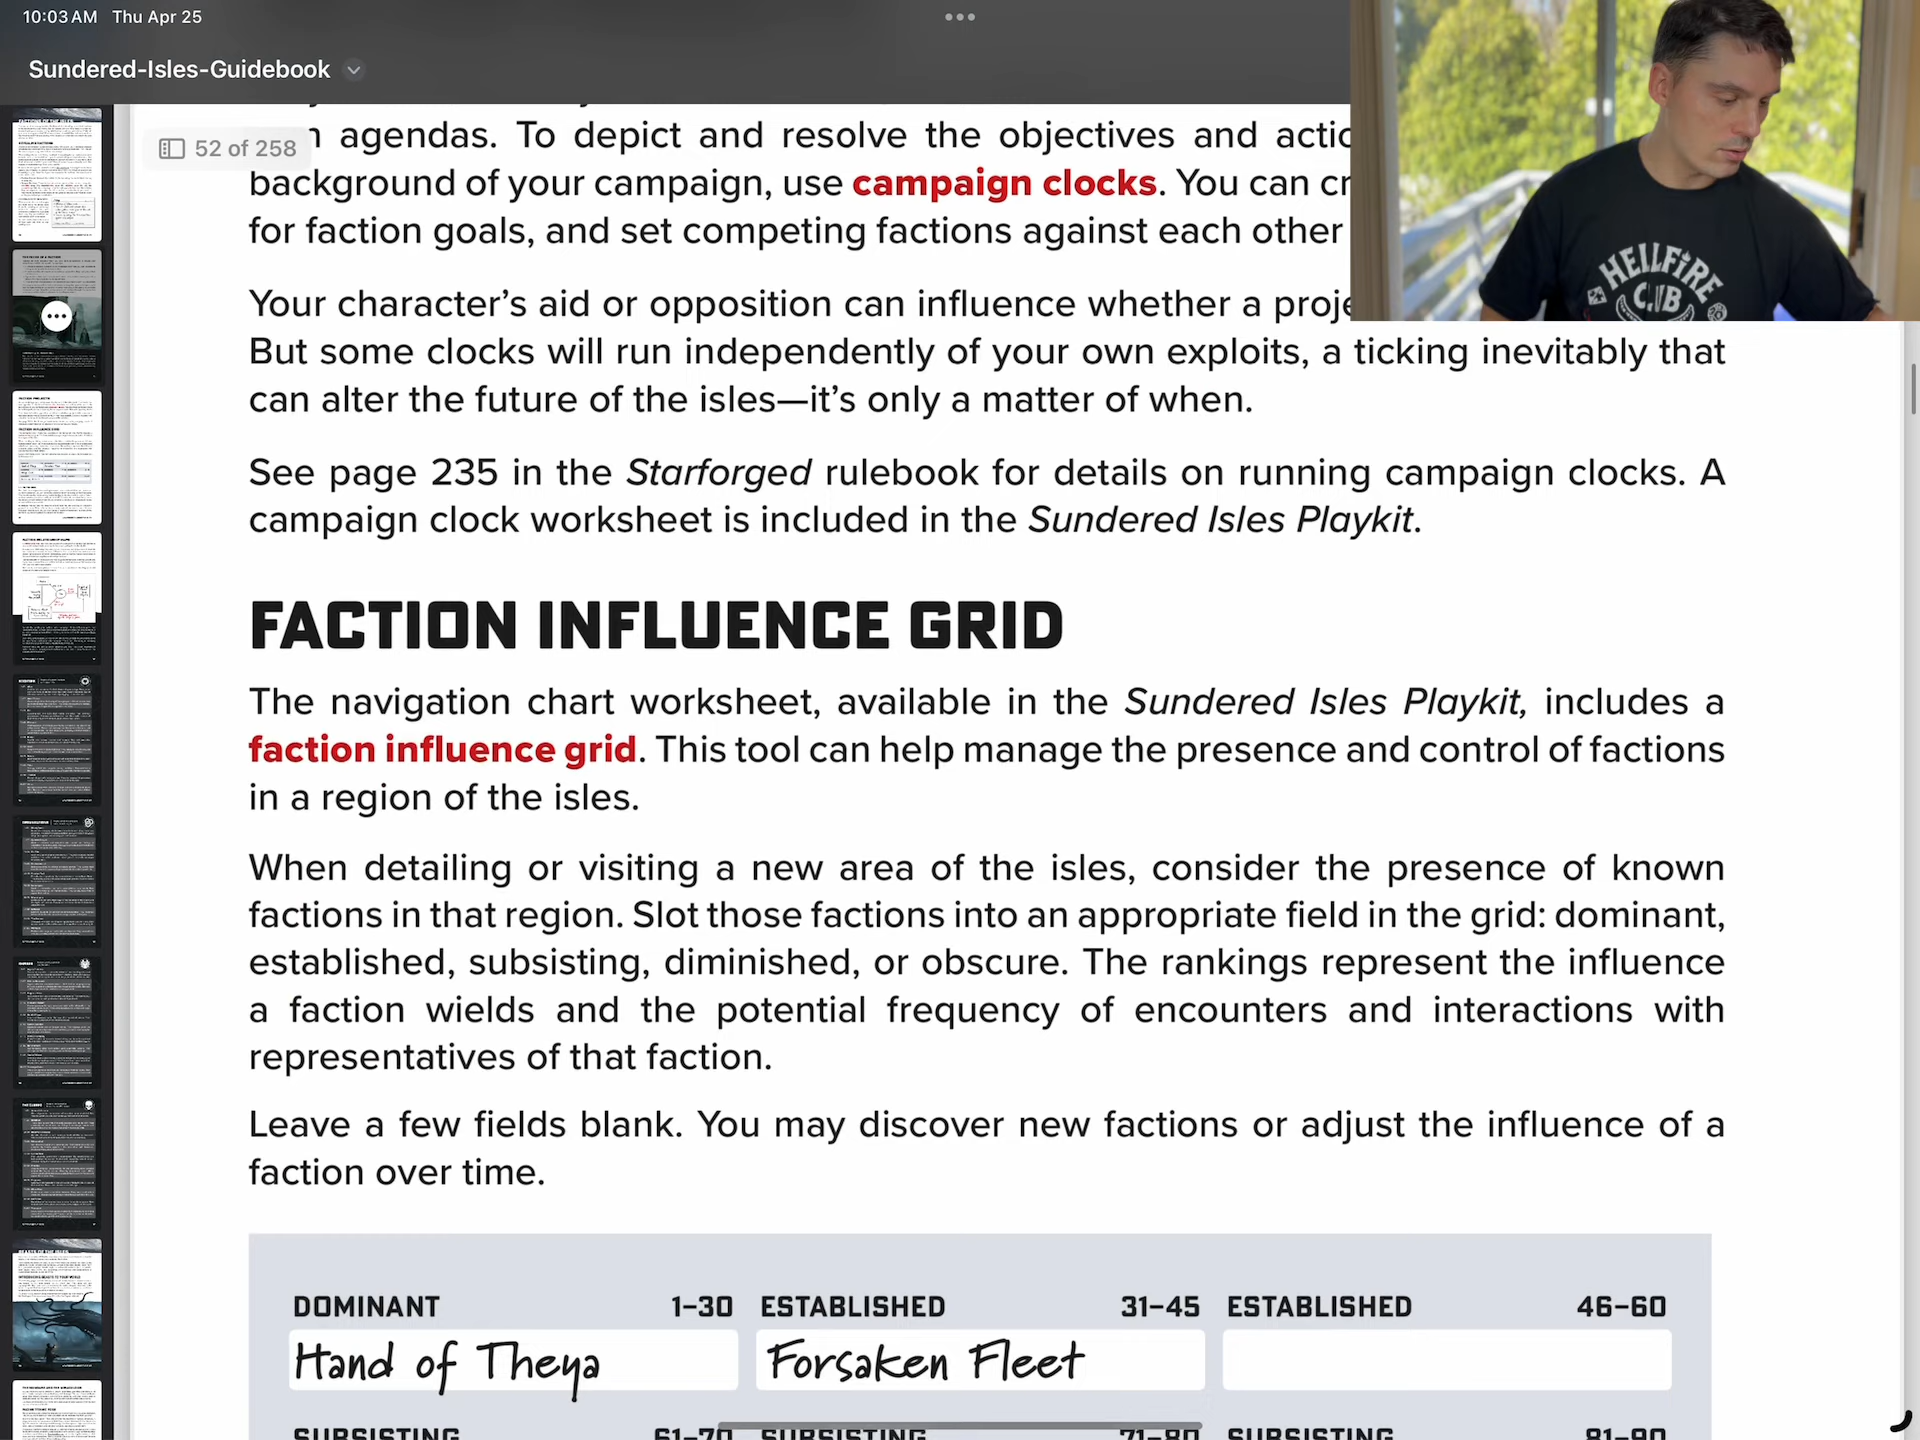 10:03 AM Thu Apr 25
Sundered-Isles-Guidebook
52 of 258
agendas. To depict and resolve the objectives and
background of your campaign, use campaign clocks. You can
for faction goals, and set competing factions against each other
Your character's aid or opposition can influence whether a
But some clocks will run independently of your own exploits, a ticking inevitably that
can alter the future of the isles—it's only a matter of when.
See page 235 in the Starforged rulebook for details on running campaign clocks. A
campaign clock worksheet is included in the Sundered Isles Playkit.
FACTION INFLUENCE GRID
The navigation chart worksheet, available in the Sundered Isles Playkit, includes a
faction influence grid. This tool can help manage the presence and control of factions
in a region of the isles.
When detailing or visiting a new area of the isles, consider the presence of known
factions in that region. Slot those factions into an appropriate field in the grid: dominant,
established, subsisting, diminished, or obscure. The rankings represent the influence
a faction wields and the potential frequency of encounters and interactions with
representatives of that faction.
Leave a few fields blank. You may discover new factions or adjust the influence of a
faction over time.
DOMINANT 1–30 ESTABLISHED 31–45 ESTABLISHED 46–60
Hand of Theya Forsaken Fleet
SUBSISTING 61–70 SUBSISTING 71–80 SUBSISTING 81–90
HELLFIRE
CLUB